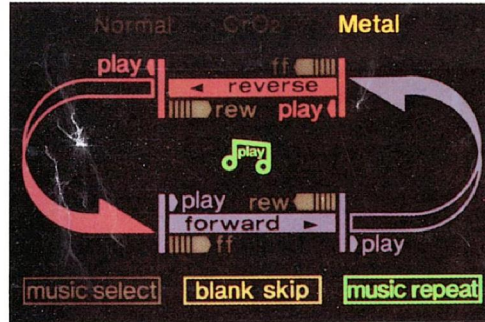 Normal CrO2 Metal
play ff
◄ reverse
rew play
play
play rew
forward ►
ff play
music select blank skip music repeat